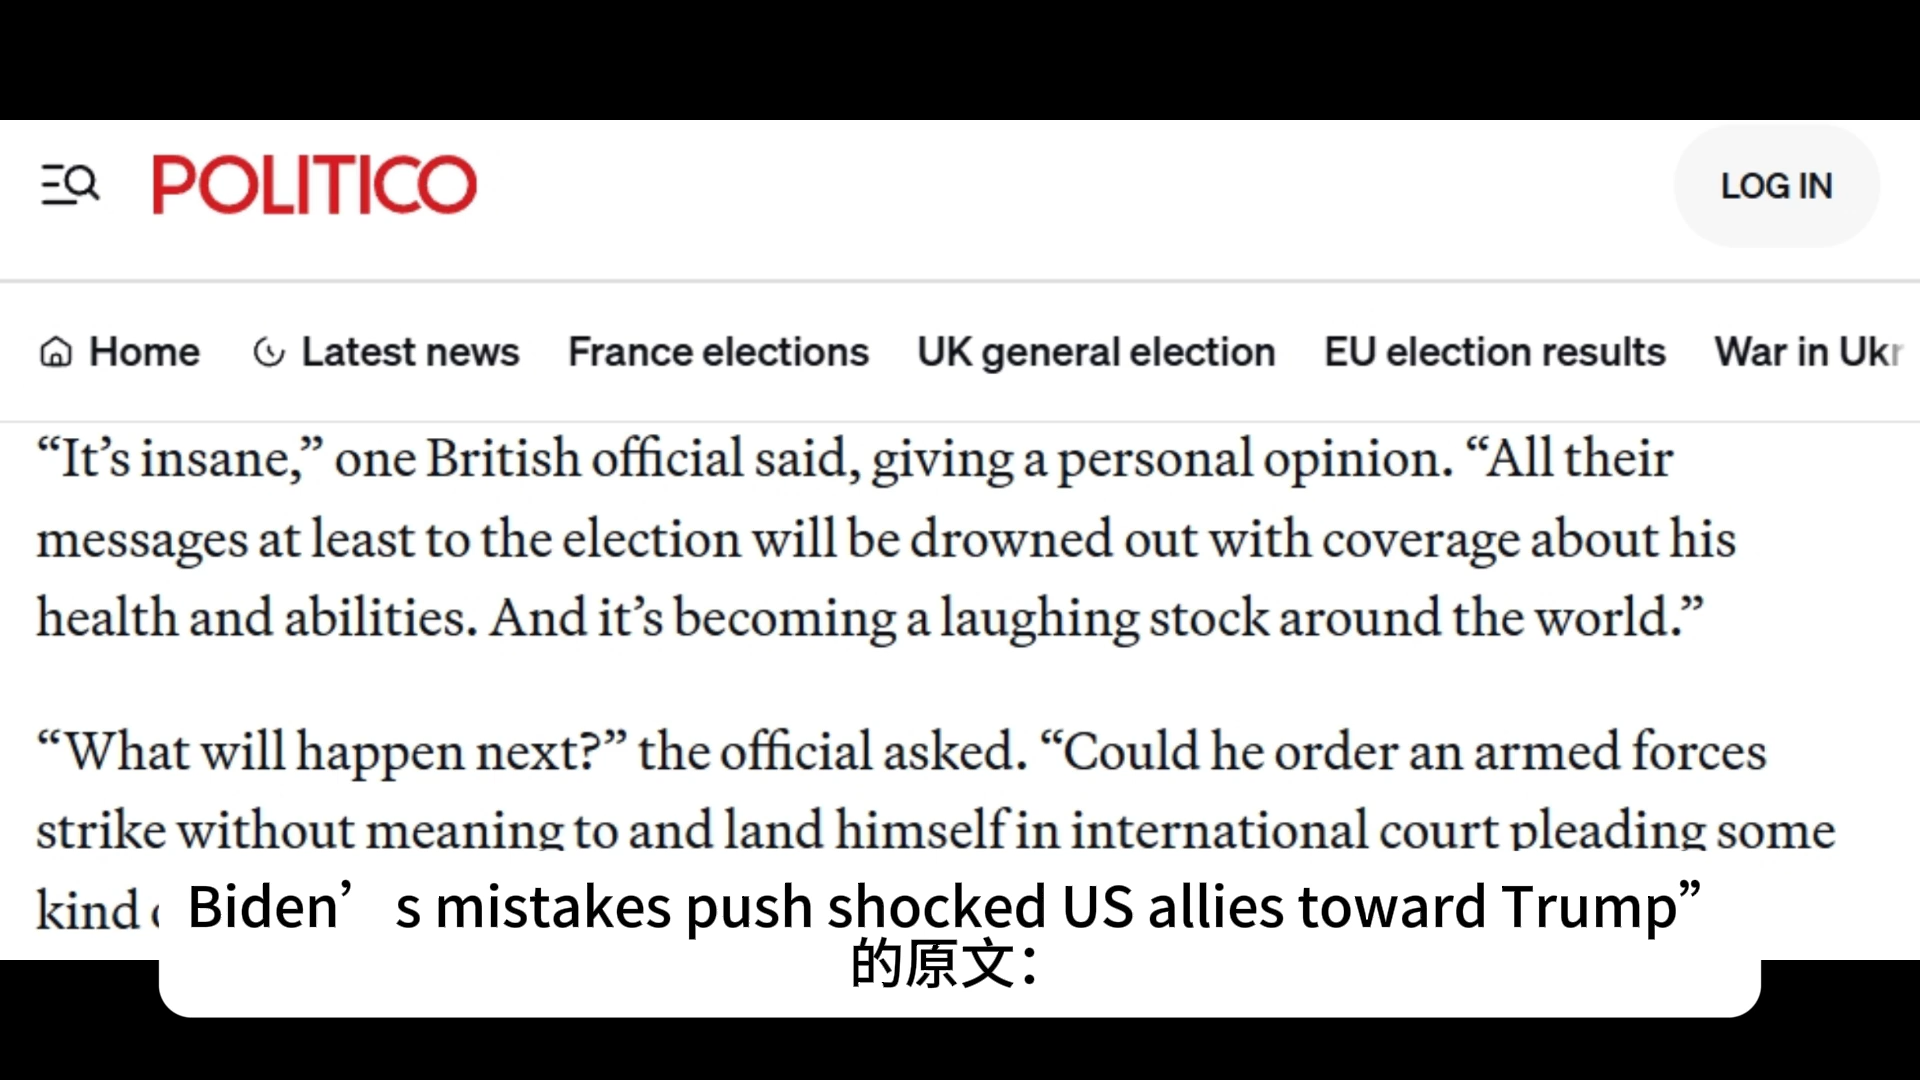 POLITICO
LOG IN
Home Latest news France elections UK general election EU election results War in Ukr
“It’s insane,” one British official said, giving a personal opinion. “All their
messages at least to the election will be drowned out with coverage about his
health and abilities. And it’s becoming a laughing stock around the world.”
“What will happen next?” the official asked. “Could he order an armed forces
strike without meaning to and land himself in international court pleading some
kind
Biden’s mistakes push shocked US allies toward Trump”
的原文：